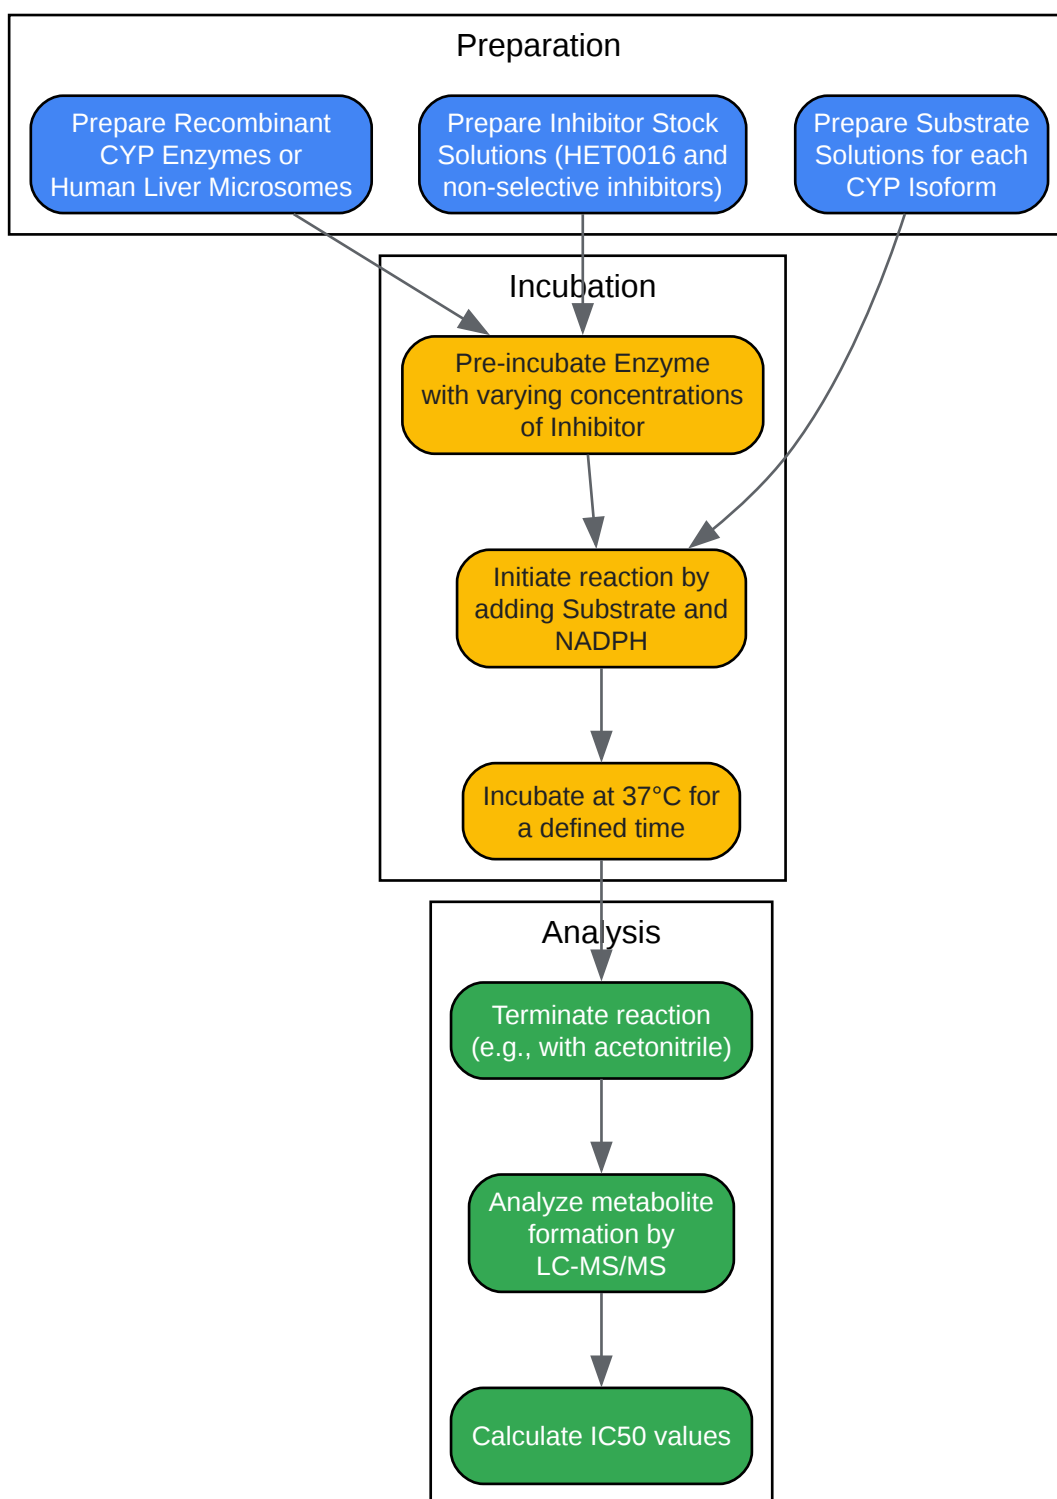 Preparation
Prepare Recombinant
CYP Enzymes or
Human Liver Microsomes
Prepare Inhibitor Stock
Solutions (HET0016 and
non-selective inhibitors)
Prepare Substrate
Solutions for each
CYP Isoform
Incubation
Pre-incubate Enzyme
with varying concentrations
of Inhibitor
Initiate reaction by
adding Substrate and
NADPH
Incubate at 37°C for
a defined time
Analysis
Terminate reaction
(e.g., with acetonitrile)
Analyze metabolite
formation by
LC-MS/MS
Calculate IC50 values